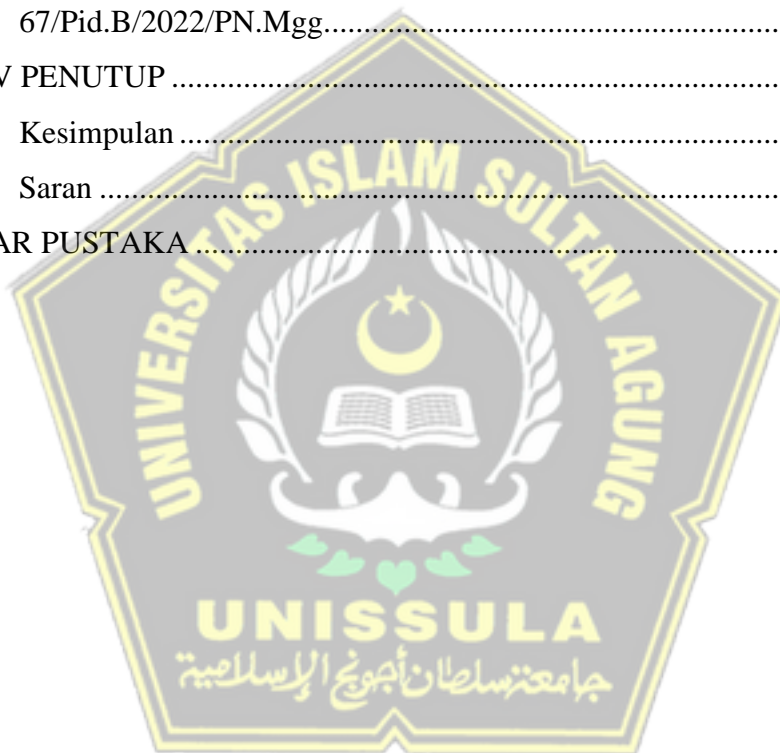 67/Pid.B/2022/PN.Mgg...........................................................
V PENUTUP ..............................................................................
Kesimpulan .............................................................................
Saran .......................................................................................
AR PUSTAKA ...........................................................................
UNIVERSITAS ISLAM SULTAN AGUNG
UNISSULA
جامعة سلطان أجونج الإسلامية